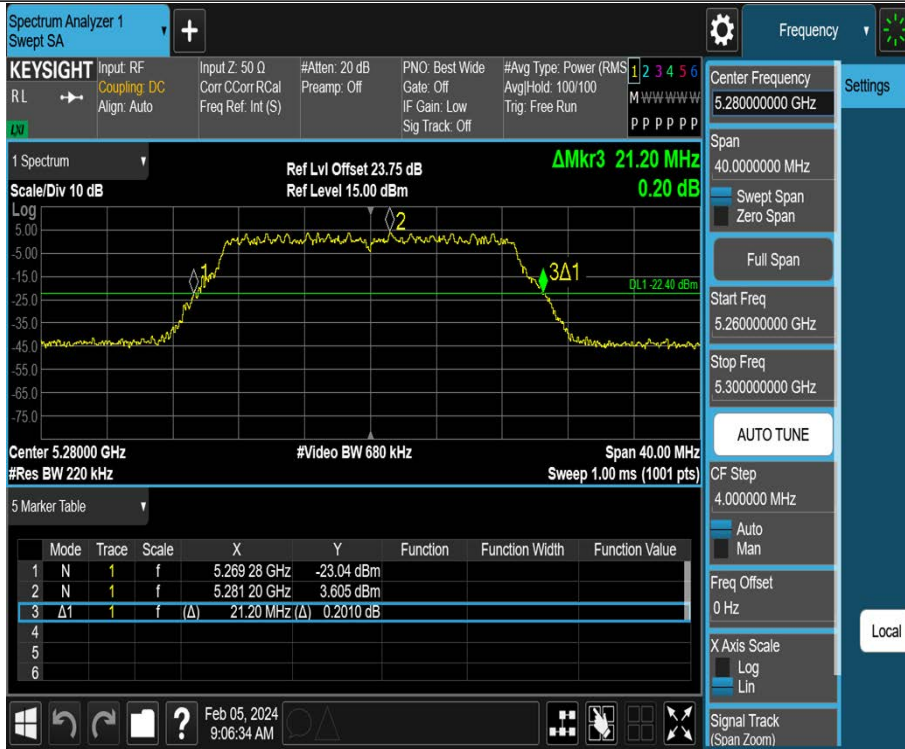 Spectrum Analyzer 1
Swept SA
+
Frequency
KEYSIGHT
RL
LXI
Input: RF
Coupling: DC
Align: Auto
Input Z: 50 Ω
Corr CCorr RCal
Freq Ref: Int (S)
#Atten: 20 dB
Preamp: Off
PNO: Best Wide
Gate: Off
IF Gain: Low
Sig Track: Off
#Avg Type: Power (RMS
Avg|Hold: 100/100
Trig: Free Run
1 2 3 4 5 6
M W W W W W
P P P P P P
1 Spectrum
Scale/Div 10 dB
Ref Lvl Offset 23.75 dB
Ref Level 15.00 dBm
ΔMkr3 21.20 MHz
0.20 dB
Log
5.00
-5.00
-15.0
-25.0
-35.0
-45.0
-55.0
-65.0
-75.0
1
2
3Δ1
DL1 -22.40 dBm
Center 5.28000 GHz
#Res BW 220 kHz
#Video BW 680 kHz
Span 40.00 MHz
Sweep 1.00 ms (1001 pts)
5 Marker Table
Mode Trace Scale X Y Function Function Width Function Value
1 N 1 f 5.269 28 GHz -23.04 dBm
2 N 1 f 5.281 20 GHz 3.605 dBm
3 Δ1 1 f (Δ) 21.20 MHz (Δ) 0.2010 dB
4
5
6
?
Feb 05, 2024
9:06:34 AM
Center Frequency
5.280000000 GHz
Span
40.0000000 MHz
Swept Span
Zero Span
Full Span
Start Freq
5.260000000 GHz
Stop Freq
5.300000000 GHz
AUTO TUNE
CF Step
4.000000 MHz
Auto
Man
Freq Offset
0 Hz
X Axis Scale
Log
Lin
Signal Track
(Span Zoom)
Settings
Local